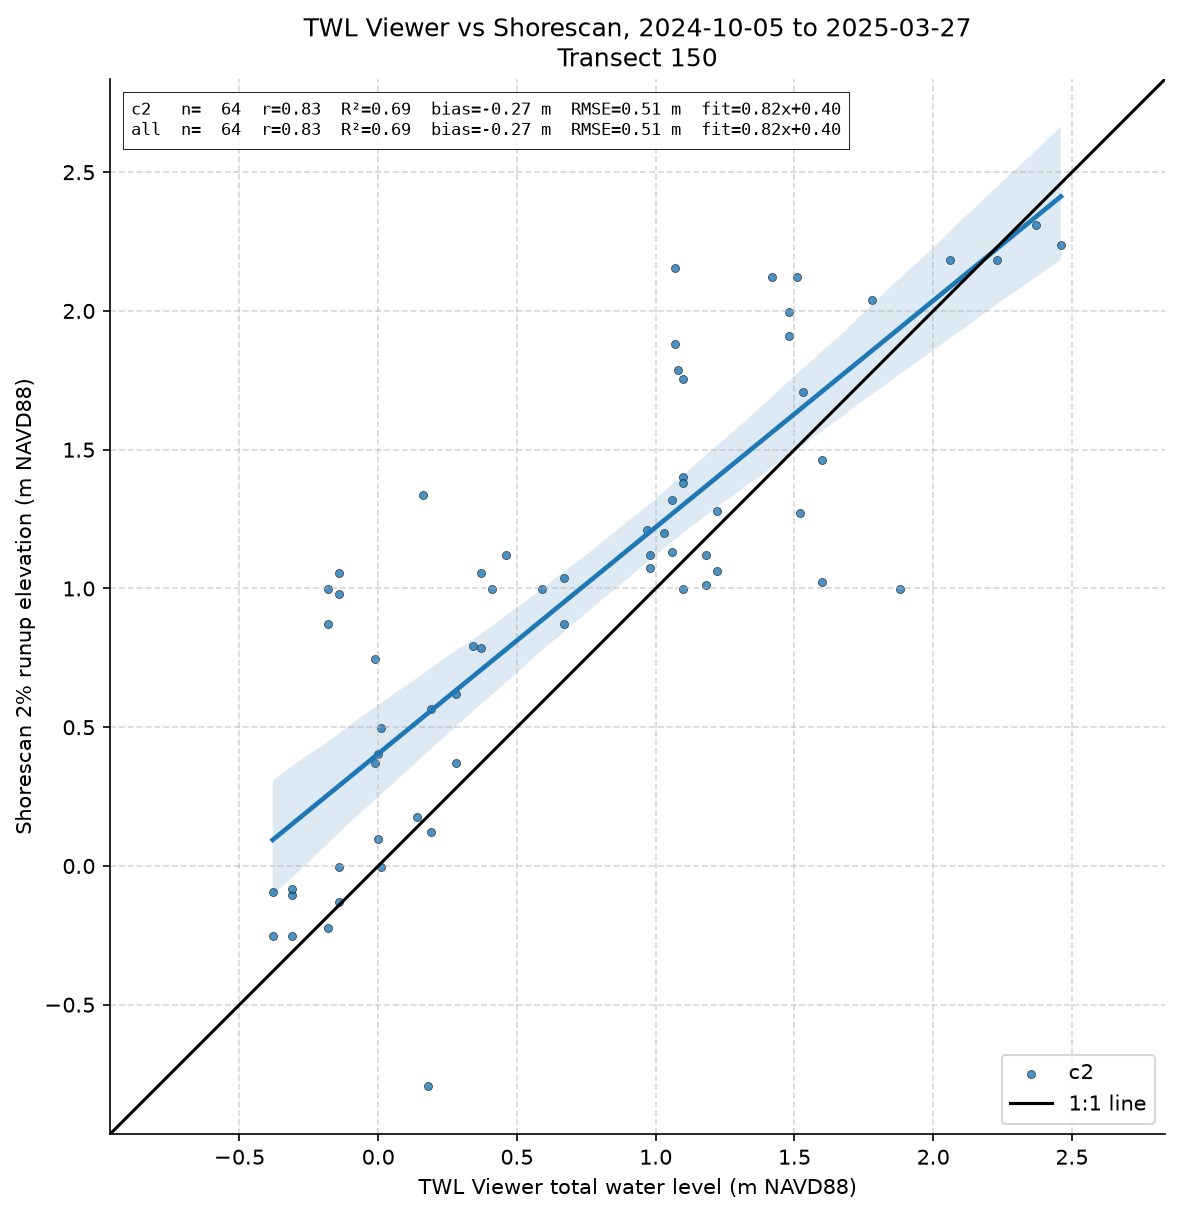 TWL Viewer vs Shorescan, 2024-10-05 to 2025-03-27
Transect 150
c2   n=  64  r=0.83  R²=0.69  bias=-0.27 m  RMSE=0.51 m  fit=0.82x+0.40
all  n=  64  r=0.83  R²=0.69  bias=-0.27 m  RMSE=0.51 m  fit=0.82x+0.40
Shorescan 2% runup elevation (m NAVD88)
2.5
2.0
1.5
1.0
0.5
0.0
−0.5
c2
1:1 line
−0.5 0.0 0.5 1.0 1.5 2.0 2.5
TWL Viewer total water level (m NAVD88)